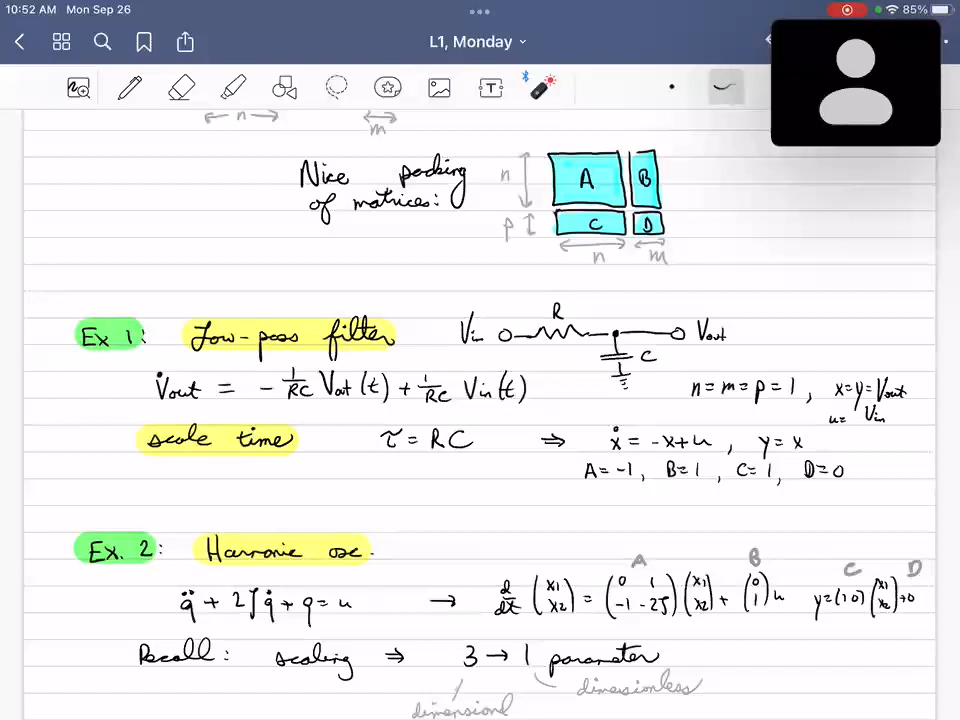 10:52 AM Mon Sep 26
85%
L1, Monday
n m
Nice packing of matrices:
n A B
p C D
n m
Ex 1: Low-pass filter Vin R C Vout
V̇out = - 1/RC Vout(t) + 1/RC Vin(t) n=m=p=1, x=y=Vout
u= Vin
scale time τ = RC ⇒ ẋ = -x+u, y=x
A=-1, B=1, C=1, D=0
Ex. 2: Harmonic osc.
A B C D
q̈ + 2ζq̇ + q = u → d/dt (x1 x2) = (0 1 -1 -2ζ)(x1 x2) + (0 1)u y=(1 0)(x1 x2)+0
Recall: scaling ⇒ 3 → 1 parameter
dimensional dimensionless